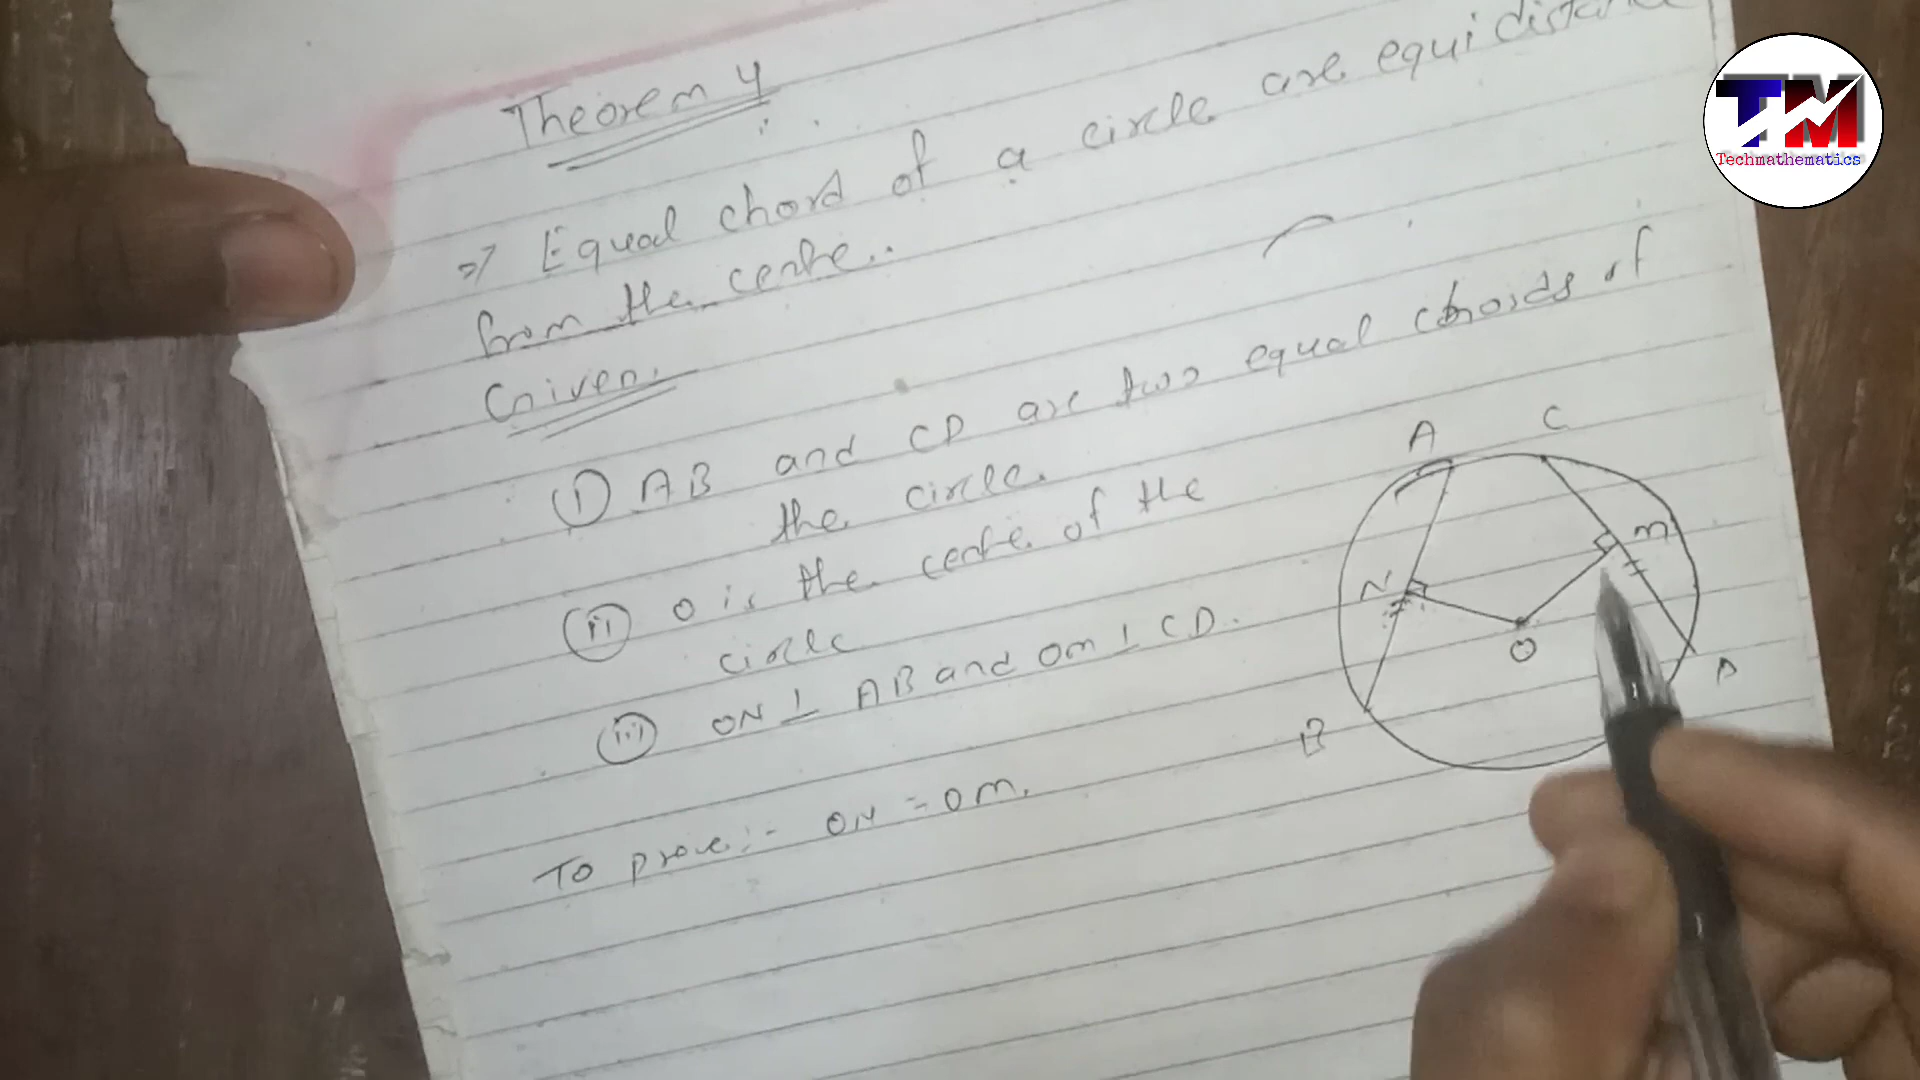 Theorem 4
⇒ Equal chord of a circle are equidistance
from the centre..
Given.
(i) AB and CD are two equal chords of
the circle.
(ii) O is the centre of the
circle
(iii) ON ⊥ AB and Om ⊥ CD.
To prove:- ON = OM.
A
C
N
m
O
B
D
TM
Techmathematics